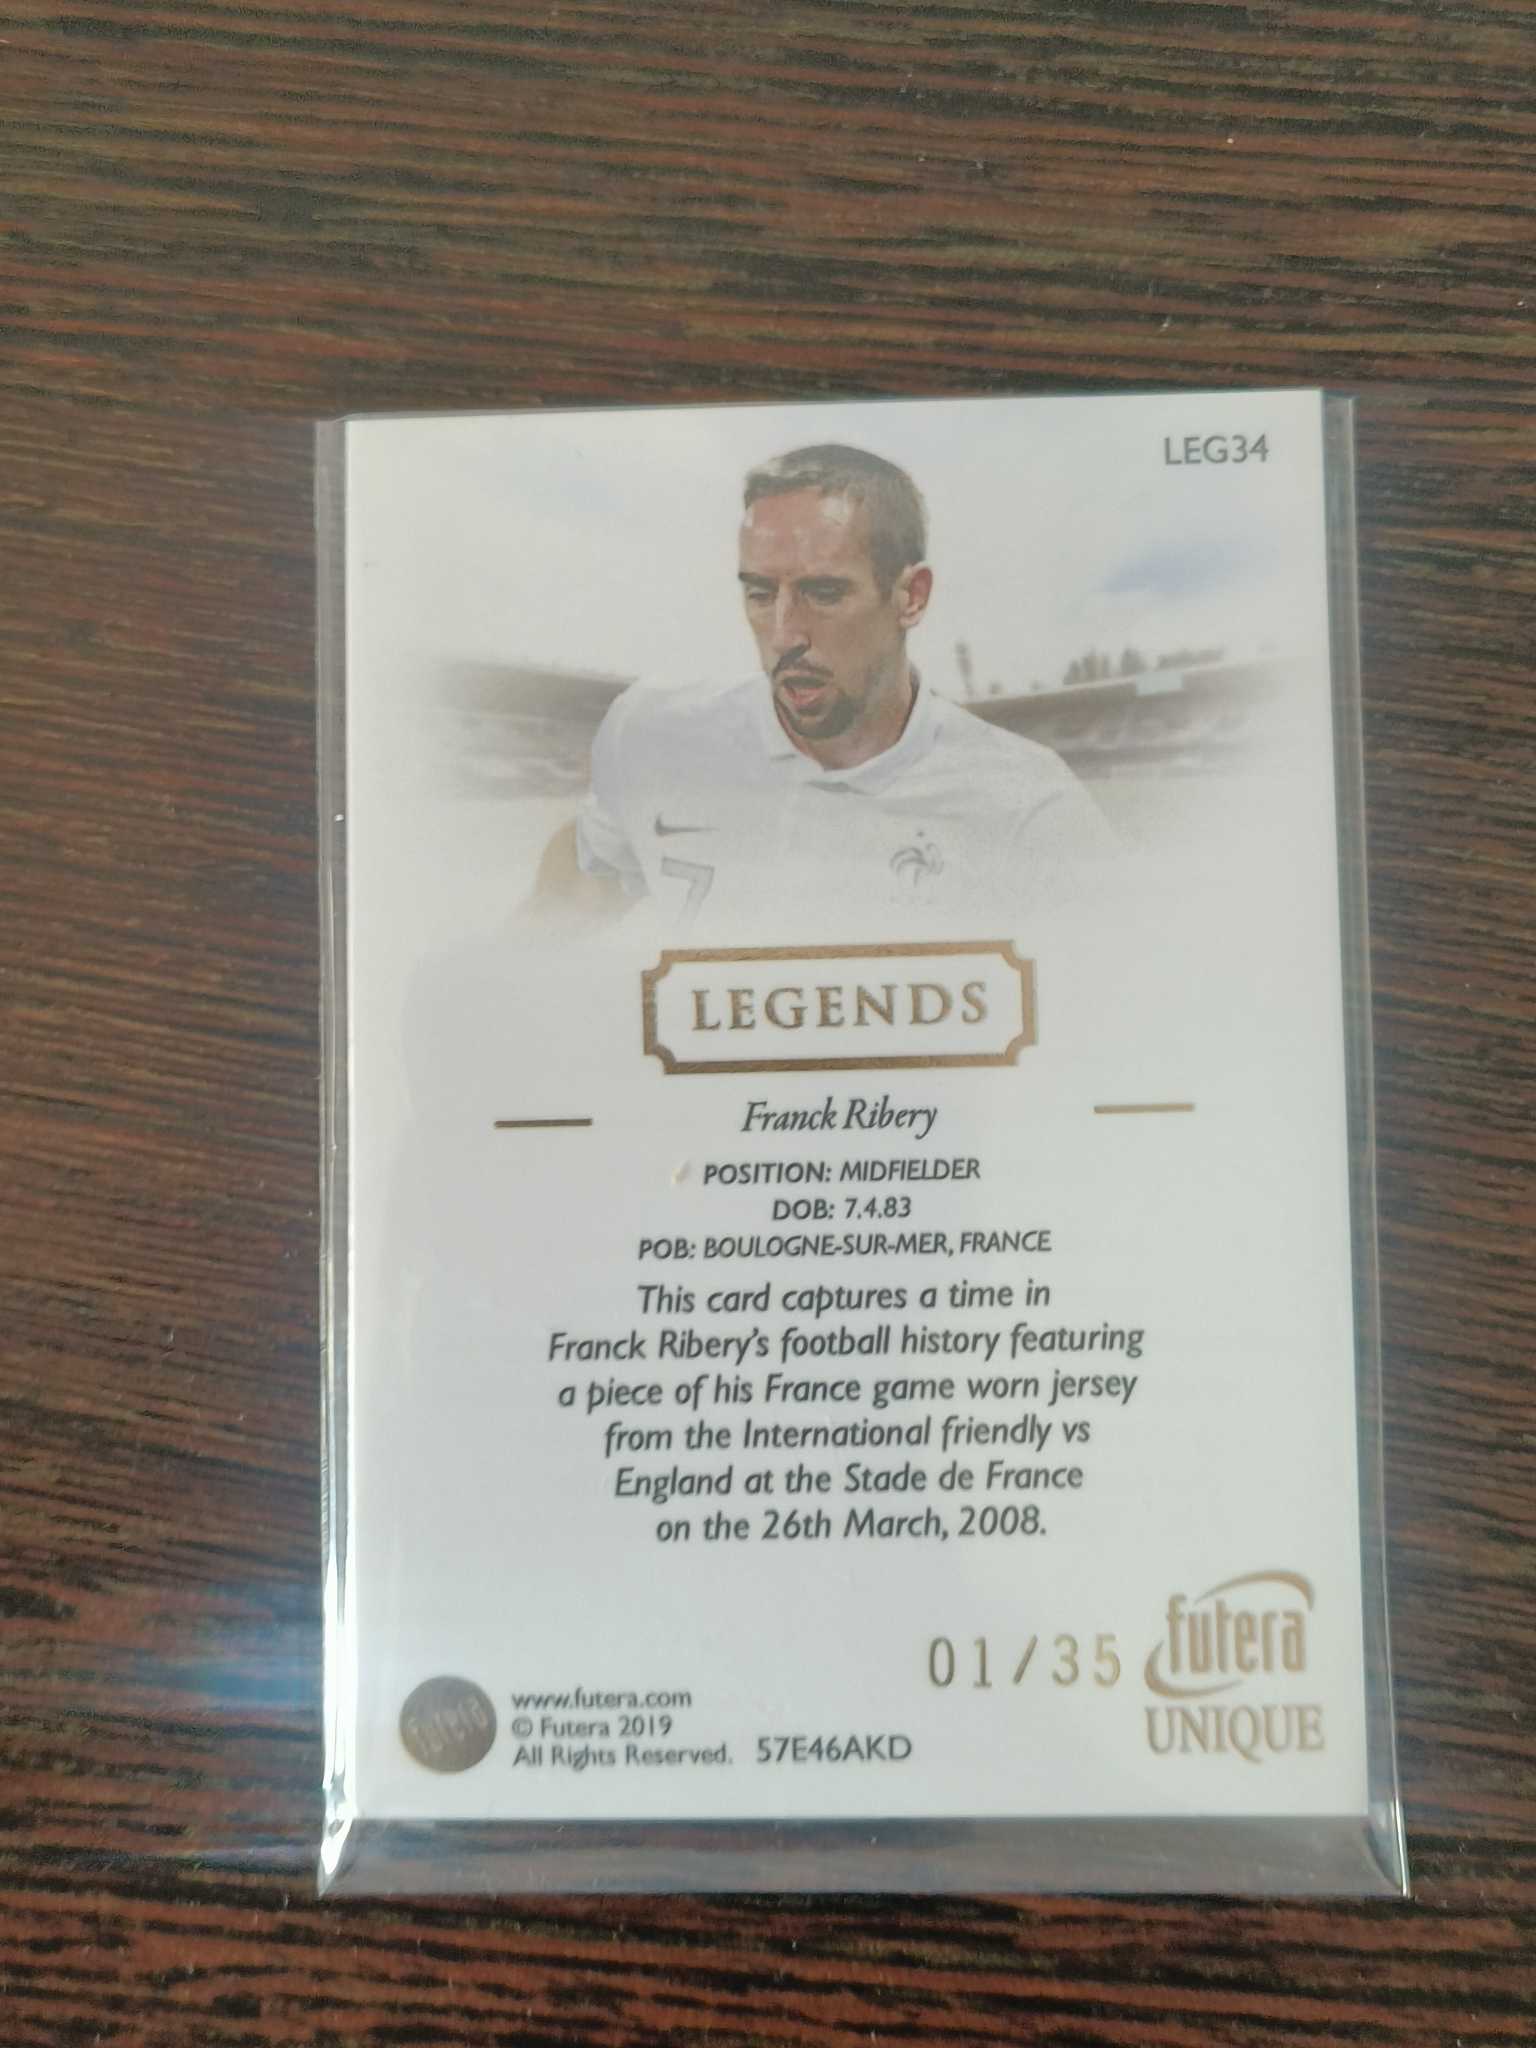 LEG34
7
LEGENDS
Franck Ribery
POSITION: MIDFIELDER
DOB: 7.4.83
POB: BOULOGNE-SUR-MER, FRANCE
This card captures a time in
Franck Ribery's football history featuring
a piece of his France game worn jersey
from the International friendly vs
England at the Stade de France
on the 26th March, 2008.
01/35
futera
UNIQUE
futera
www.futera.com
© Futera 2019
All Rights Reserved. 57E46AKD